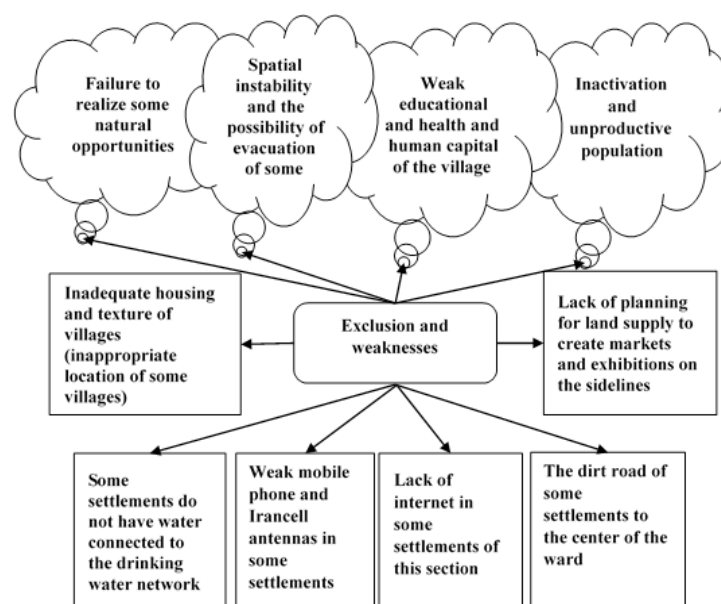 Failure to
realize some
natural
opportunities
Spatial
instability
and the
possibility of
evacuation of
some
Weak
educational
and health and
human capital
of the village
Inactivation
and
unproductive
population
Inadequate housing
and texture of
villages
(inappropriate
location of some
villages)
Exclusion and
weaknesses
Lack of planning
for land supply to
create markets
and exhibitions on
the sidelines
Some
settlements do
not have water
connected to
the drinking
water network
Weak mobile
phone and
Irancell
antennas in
some
settlements
Lack of
internet in
some
settlements of
this section
The dirt road of
some
settlements to
the center of the
ward